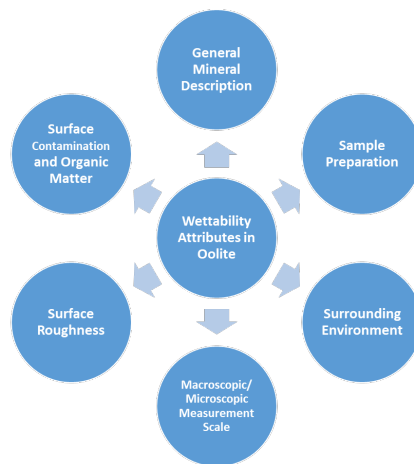 General
Mineral
Description
Surface
Contamination
and Organic
Matter
Sample
Preparation
Wettability
Attributes in
Oolite
Surface
Roughness
Surrounding
Environment
Macroscopic/
Microscopic
Measurement
Scale